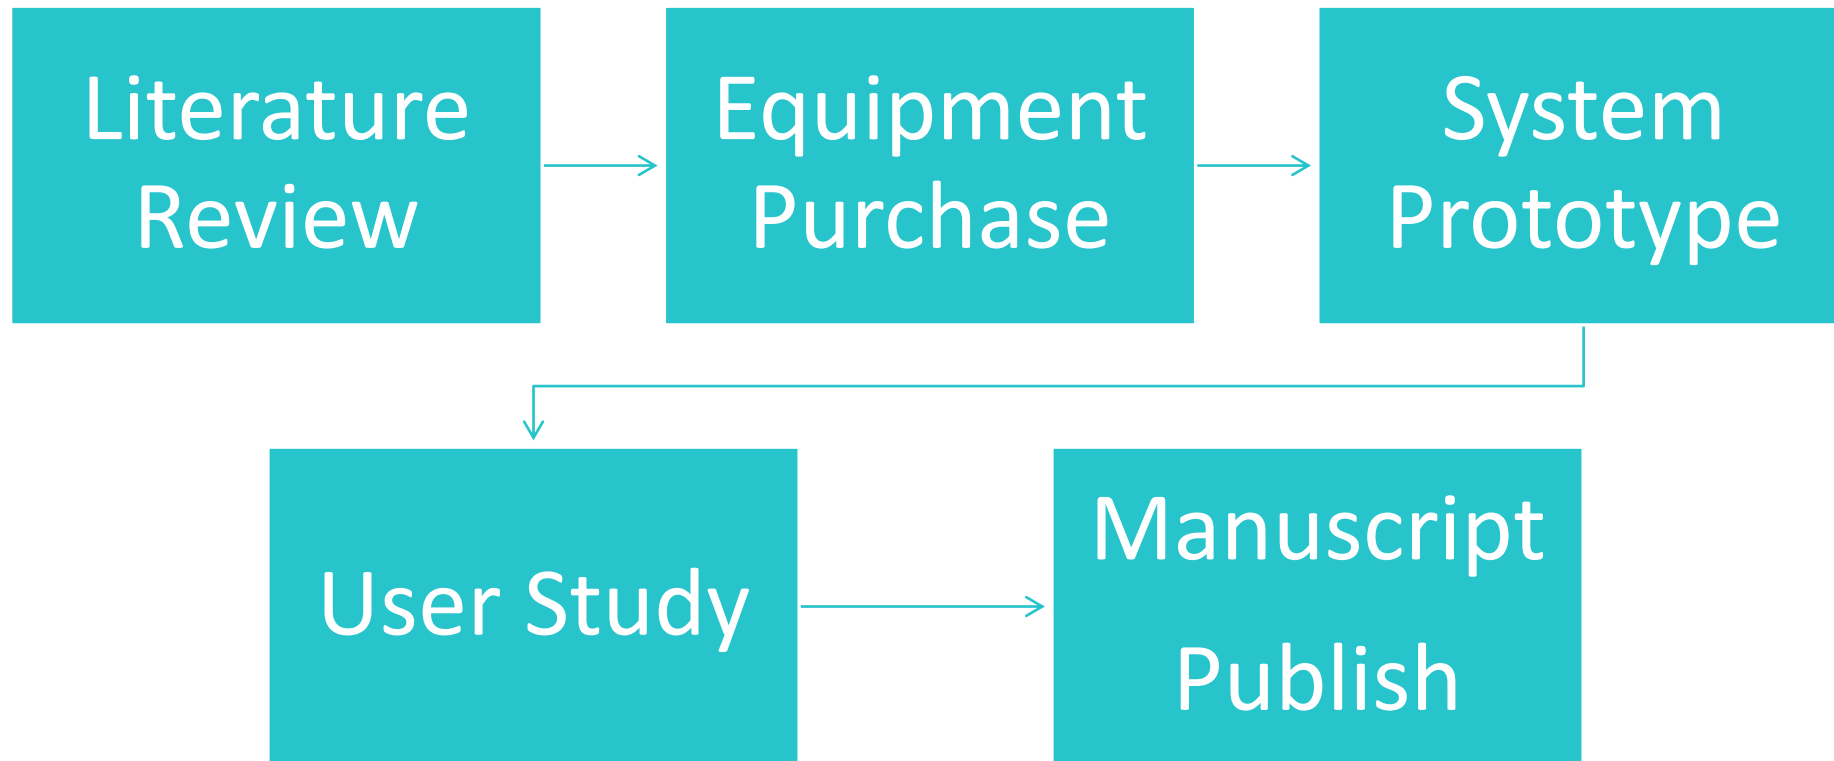 Literature
Review
Equipment
Purchase
System
Prototype
User Study
Manuscript
Publish